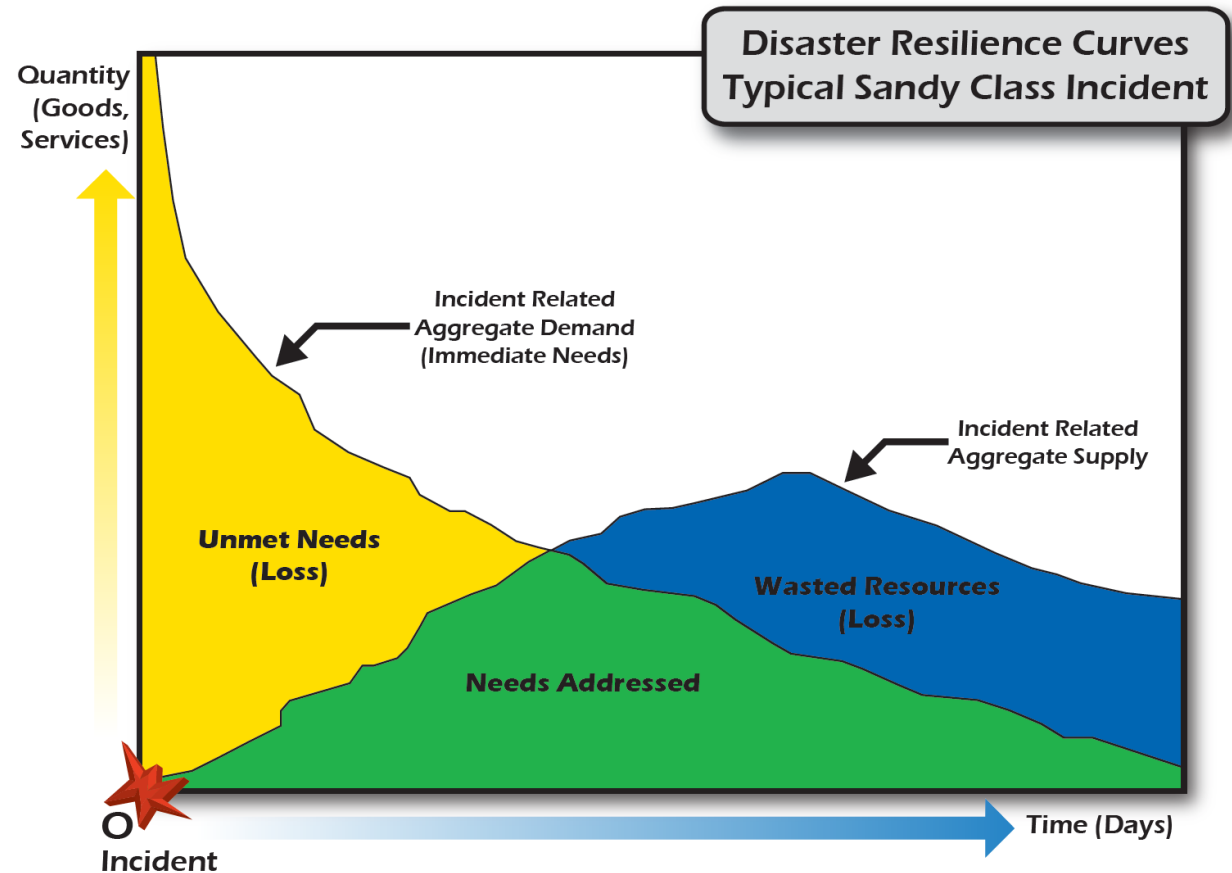 Disaster Resilience Curves
Typical Sandy Class Incident
Quantity
(Goods,
Services)
Incident Related
Aggregate Demand
(Immediate Needs)
Incident Related
Aggregate Supply
Unmet Needs
(Loss)
Wasted Resources
(Loss)
Needs Addressed
O
Incident
Time (Days)